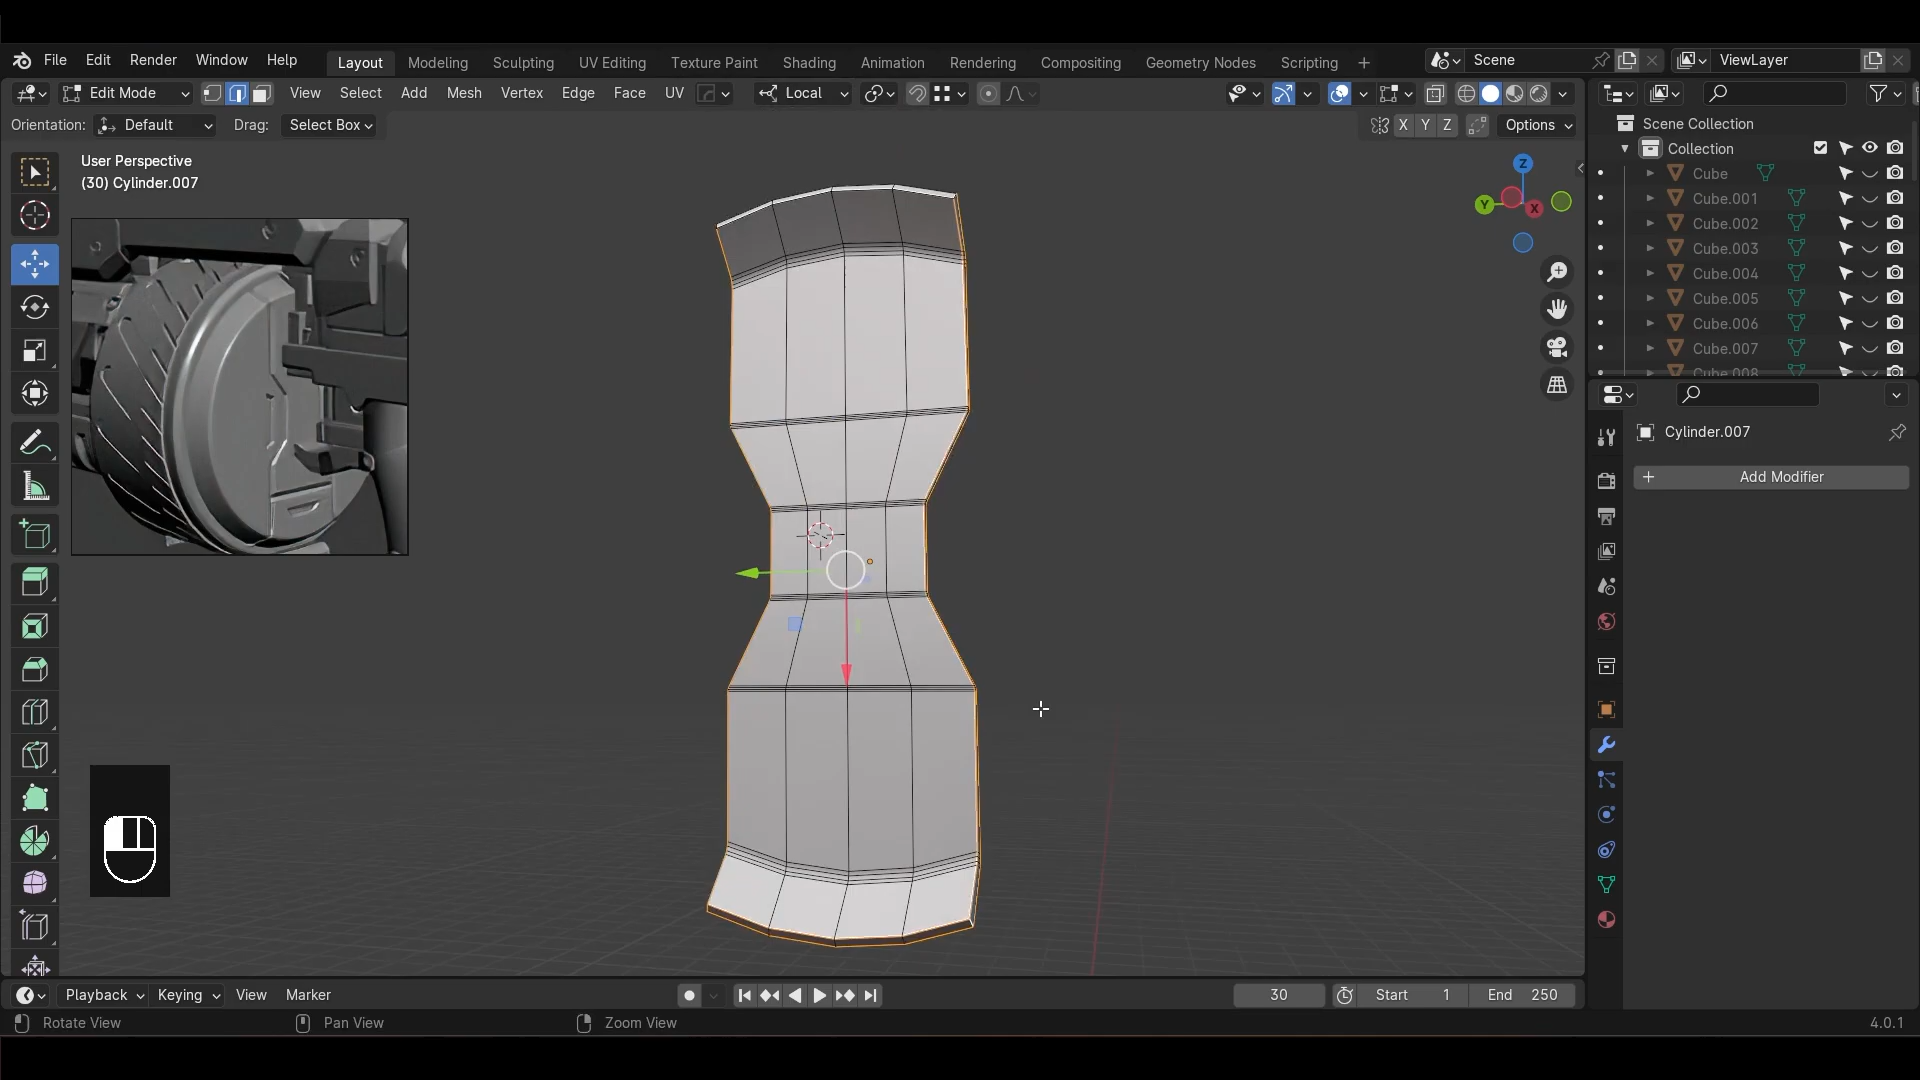 File Edit Render Window Help Layout Modeling Sculpting UV Editing Texture Paint Shading Animation Rendering Compositing Geometry Nodes Scripting + Scene ViewLayer
Edit Mode View Select Add Mesh Vertex Edge Face UV Local
Orientation: Default Drag: Select Box X Y Z Options
User Perspective
(30) Cylinder.007
Z
Y
X
Scene Collection
Collection
Cube
Cube.001
Cube.002
Cube.003
Cube.004
Cube.005
Cube.006
Cube.007
Cube.008
Cylinder.007
+ Add Modifier
Playback Keying View Marker 30 Start 1 End 250
Rotate View Pan View Zoom View 4.0.1